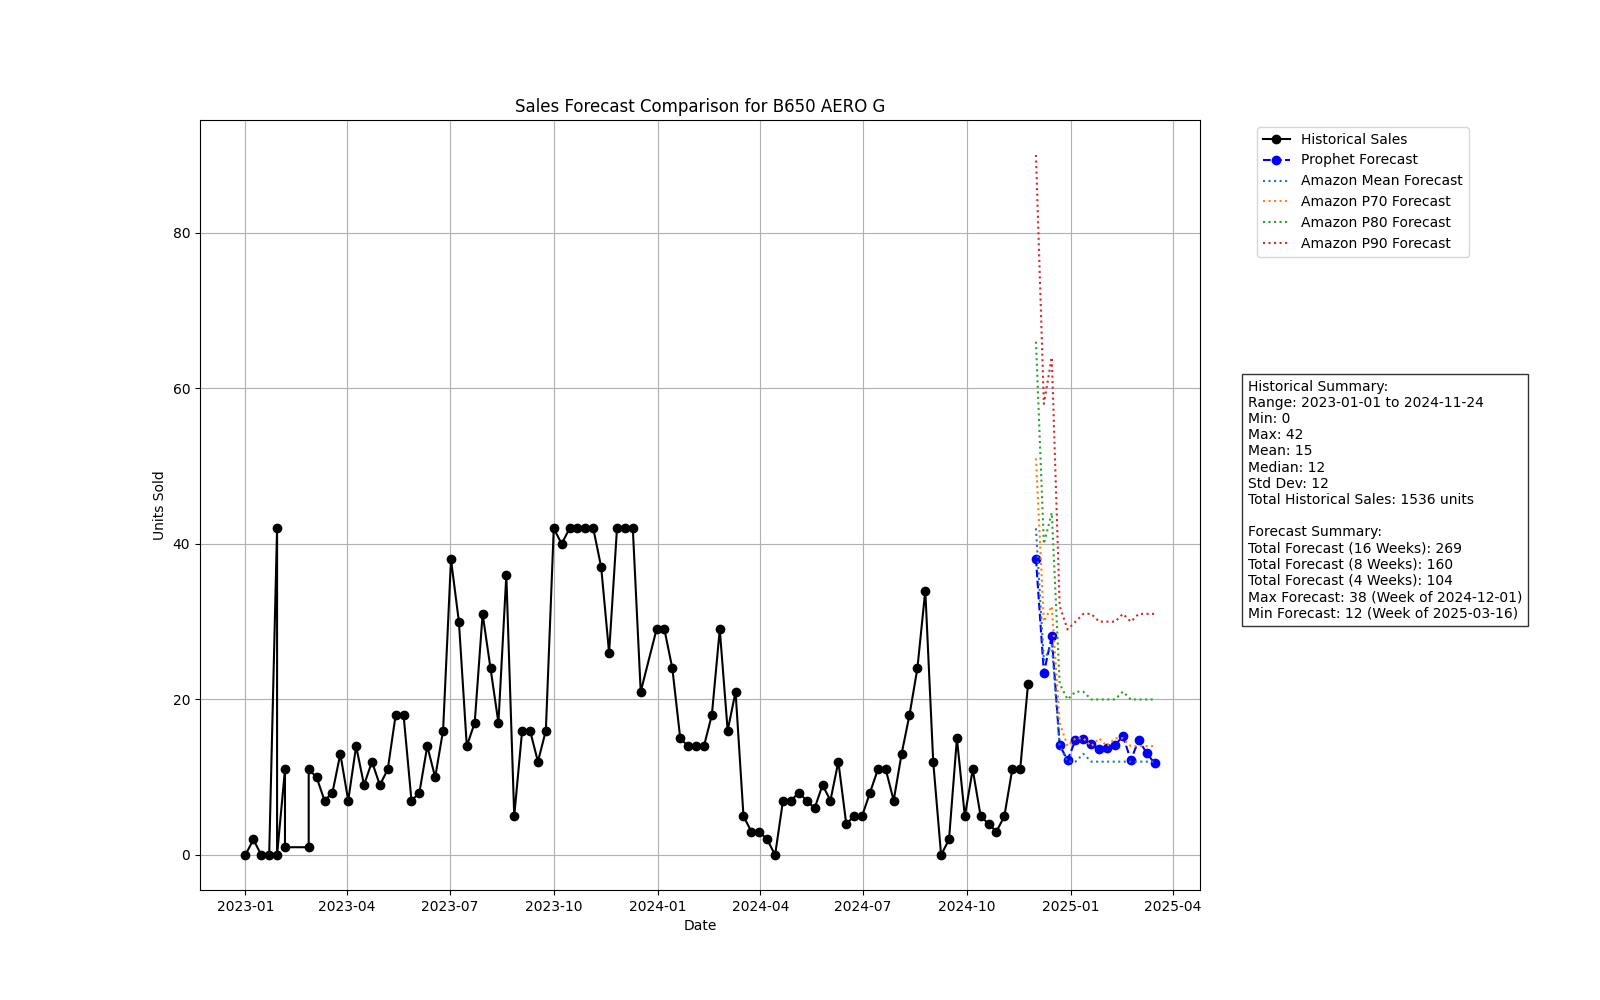 Sales Forecast Comparison for B650 AERO G
Historical Sales
Prophet Forecast
Amazon Mean Forecast
Amazon P70 Forecast
Amazon P80 Forecast
Amazon P90 Forecast
Units Sold
80
60
40
20
0
2023-01
2023-04
2023-07
2023-10
2024-01
2024-04
2024-07
2024-10
2025-01
2025-04
Date
Historical Summary:
Range: 2023-01-01 to 2024-11-24
Min: 0
Max: 42
Mean: 15
Median: 12
Std Dev: 12
Total Historical Sales: 1536 units
Forecast Summary:
Total Forecast (16 Weeks): 269
Total Forecast (8 Weeks): 160
Total Forecast (4 Weeks): 104
Max Forecast: 38 (Week of 2024-12-01)
Min Forecast: 12 (Week of 2025-03-16)